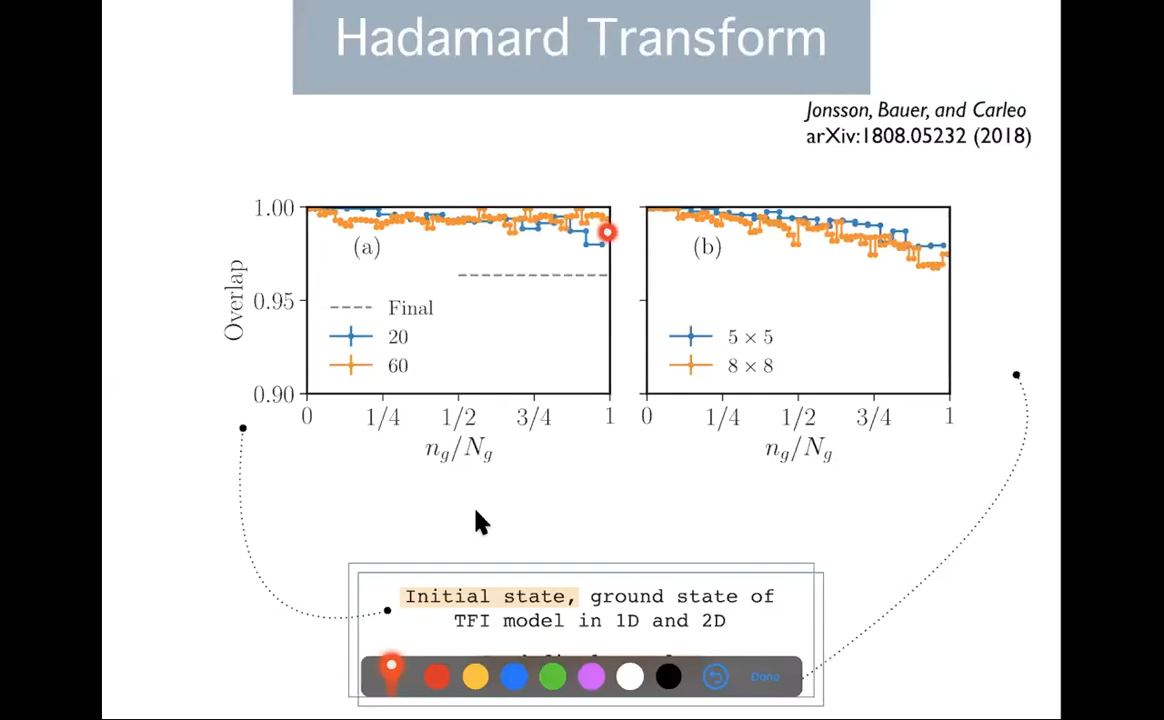 Hadamard Transform
Jonsson, Bauer, and Carleo
arXiv:1808.05232 (2018)
1.00
0.95
0.90
Overlap
(a)
Final
20
60
0 1/4 1/2 3/4 1
n_g/N_g
(b)
5 × 5
8 × 8
0 1/4 1/2 3/4 1
n_g/N_g
Initial state, ground state of
TFI model in 1D and 2D
Done